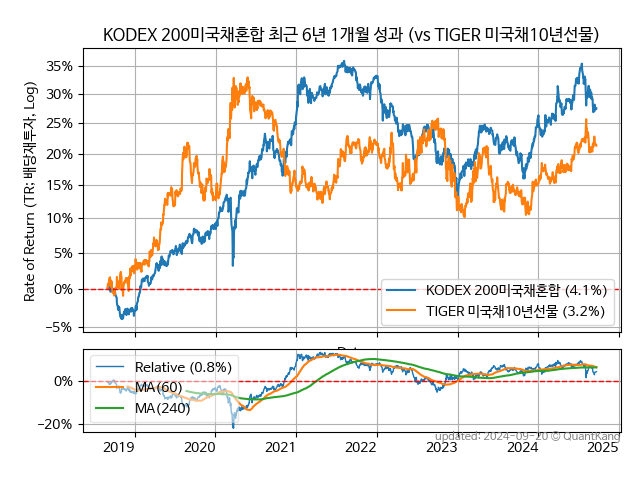 KODEX 200미국채혼합 최근 6년 1개월 성과 (vs TIGER 미국채10년선물)
Rate of Return (TR: 배당재투자, Log)
35%
30%
25%
20%
15%
10%
5%
0%
−5%
KODEX 200미국채혼합 (4.1%)
TIGER 미국채10년선물 (3.2%)
Relative (0.8%)
MA(60)
MA(240)
0%
−20%
2019
2020
2021
2022
2023
2024
2025
updated: 2024-09-20 © QuantKang